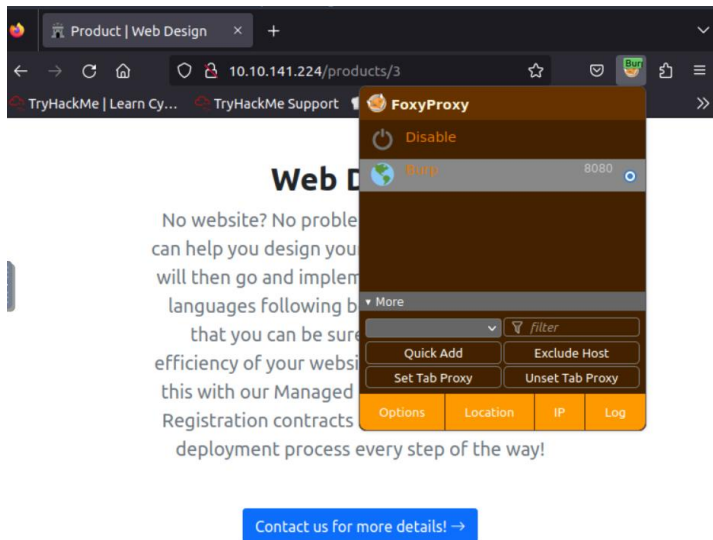 Product | Web Design
10.10.141.224/products/3
Bur
TryHackMe | Learn Cy...
TryHackMe Support
FoxyProxy
Disable
Burp
8080
More
filter
Quick Add
Exclude Host
Set Tab Proxy
Unset Tab Proxy
Options
Location
IP
Log
Web D
No website? No proble
can help you design you
will then go and implem
languages following b
that you can be sure
efficiency of your websi
this with our Managed
Registration contracts
deployment process every step of the way!
Contact us for more details! →